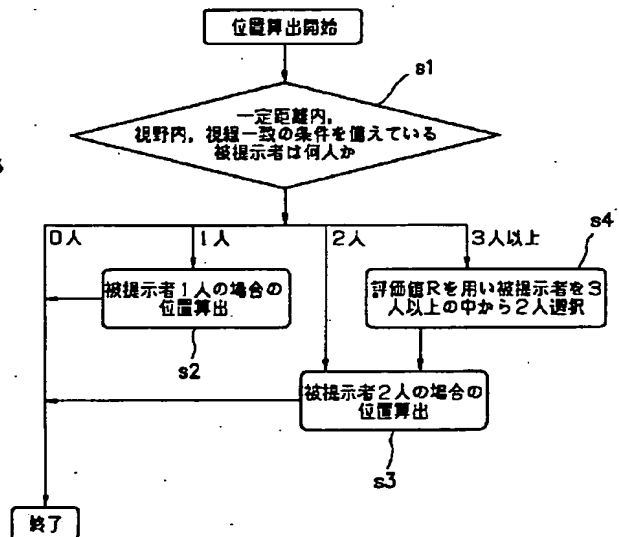 位置算出開始
s1
一定距離内,
視野内,視線一致の条件を備えている
被提示者は何人か
0人
1人
2人
3人以上
s4
被提示者1人の場合の
位置算出
評価値Rを用い被提示者を3
人以上の中から2人選択
s2
被提示者2人の場合の
位置算出
s3
終了